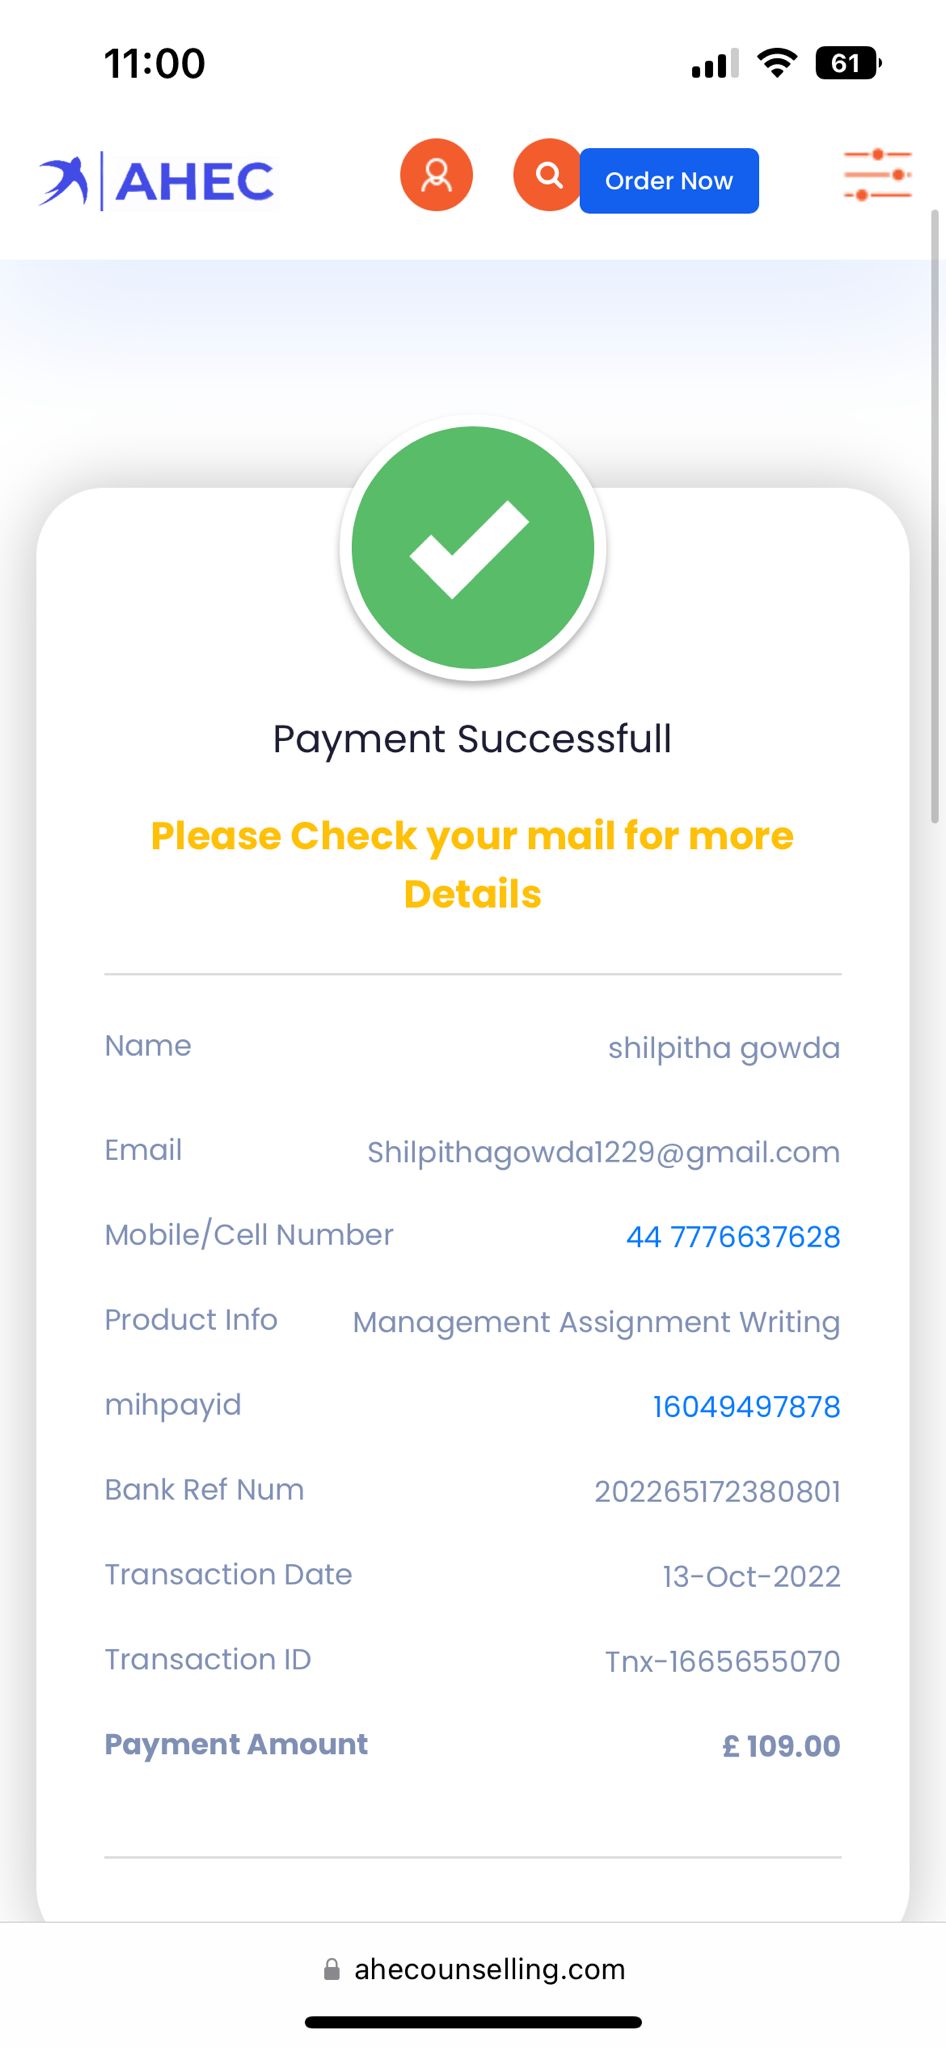 11:00
61
AHEC
Order Now
Payment Successfull
Please Check your mail for more
Details
Name shilpitha gowda
Email Shilpithagowda1229@gmail.com
Mobile/Cell Number 44 7776637628
Product Info Management Assignment Writing
mihpayid 16049497878
Bank Ref Num 202265172380801
Transaction Date 13-Oct-2022
Transaction ID Tnx-1665655070
Payment Amount £ 109.00
ahecounselling.com